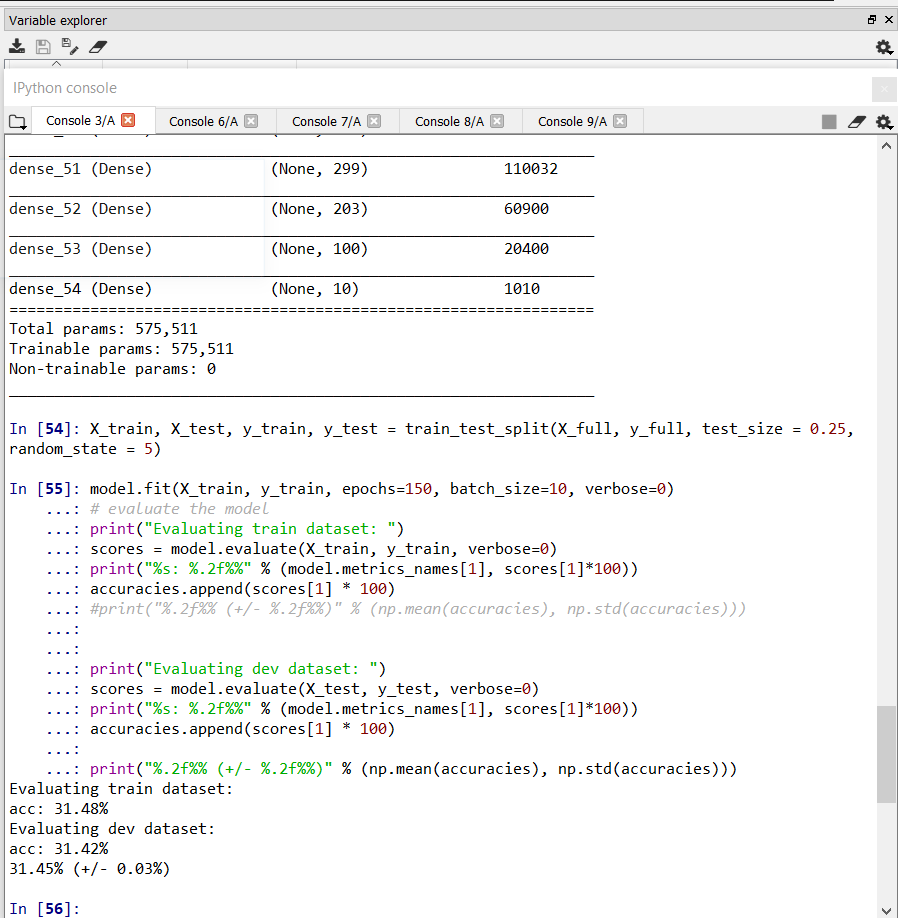 Variable explorer
IPython console
Console 3/A Console 6/A Console 7/A Console 8/A Console 9/A
dense_51 (Dense) (None, 299) 110032
dense_52 (Dense) (None, 203) 60900
dense_53 (Dense) (None, 100) 20400
dense_54 (Dense) (None, 10) 1010
=================================================================
Total params: 575,511
Trainable params: 575,511
Non-trainable params: 0
_________________________________________________________________
In [54]: X_train, X_test, y_train, y_test = train_test_split(X_full, y_full, test_size = 0.25,
random_state = 5)
In [55]: model.fit(X_train, y_train, epochs=150, batch_size=10, verbose=0)
...: # evaluate the model
...: print("Evaluating train dataset: ")
...: scores = model.evaluate(X_train, y_train, verbose=0)
...: print("%s: %.2f%%" % (model.metrics_names[1], scores[1]*100))
...: accuracies.append(scores[1] * 100)
...: #print("%.2f%% (+/- %.2f%%)" % (np.mean(accuracies), np.std(accuracies)))
...:
...:
...: print("Evaluating dev dataset: ")
...: scores = model.evaluate(X_test, y_test, verbose=0)
...: print("%s: %.2f%%" % (model.metrics_names[1], scores[1]*100))
...: accuracies.append(scores[1] * 100)
...:
...: print("%.2f%% (+/- %.2f%%)" % (np.mean(accuracies), np.std(accuracies)))
Evaluating train dataset:
acc: 31.48%
Evaluating dev dataset:
acc: 31.42%
31.45% (+/- 0.03%)
In [56]: